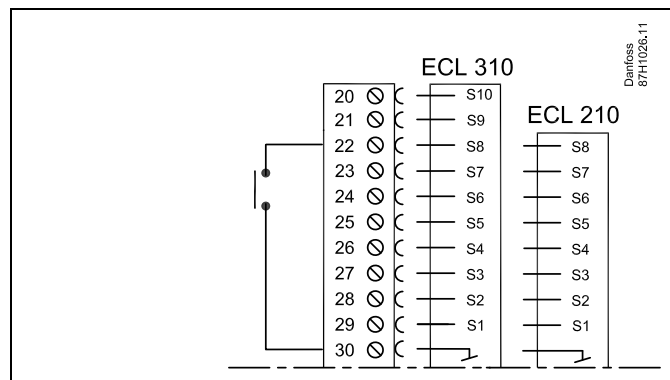 Danfoss
87H1026.11
ECL 310
ECL 210
20 S10
21 S9
22 S8 S8
23 S7 S7
24 S6 S6
25 S5 S5
26 S4 S4
27 S3 S3
28 S2 S2
29 S1 S1
30